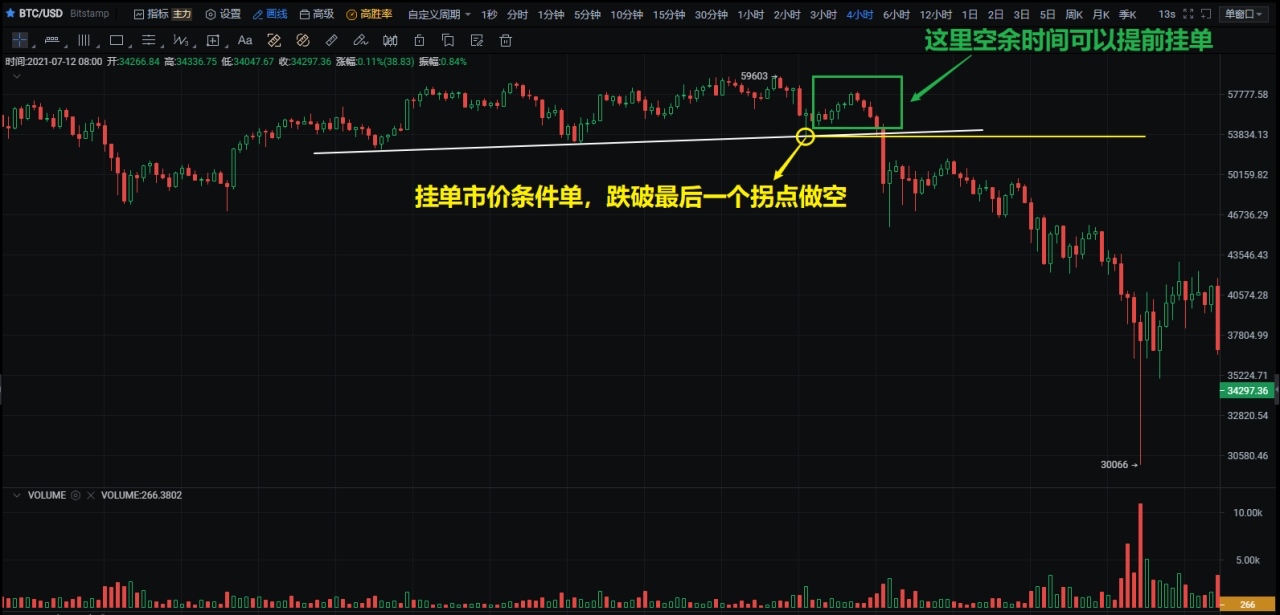 BTC/USD Bitstamp 指标 主力 设置 画线 高级 高胜率 自定义周期 1秒 分时 1分钟 5分钟 10分钟 15分钟 30分钟 1小时 2小时 3小时 4小时 6小时 12小时 1日 2日 3日 5日 周K 月K 季K 13s 单窗口
Aa
这里空余时间可以提前挂单
时间:2021-07-12 08:00 开:34266.84 高:34336.75 低:34047.67 收:34297.36 涨幅:0.11%(38.83) 振幅:0.84%
59603
57777.58
53834.13
50159.82
挂单市价条件单，跌破最后一个拐点做空
46736.29
43546.43
40574.28
37804.99
35224.71
34297.36
32820.54
30580.46
30066
VOLUME VOLUME:266.3802
10.00k
5.00k
266